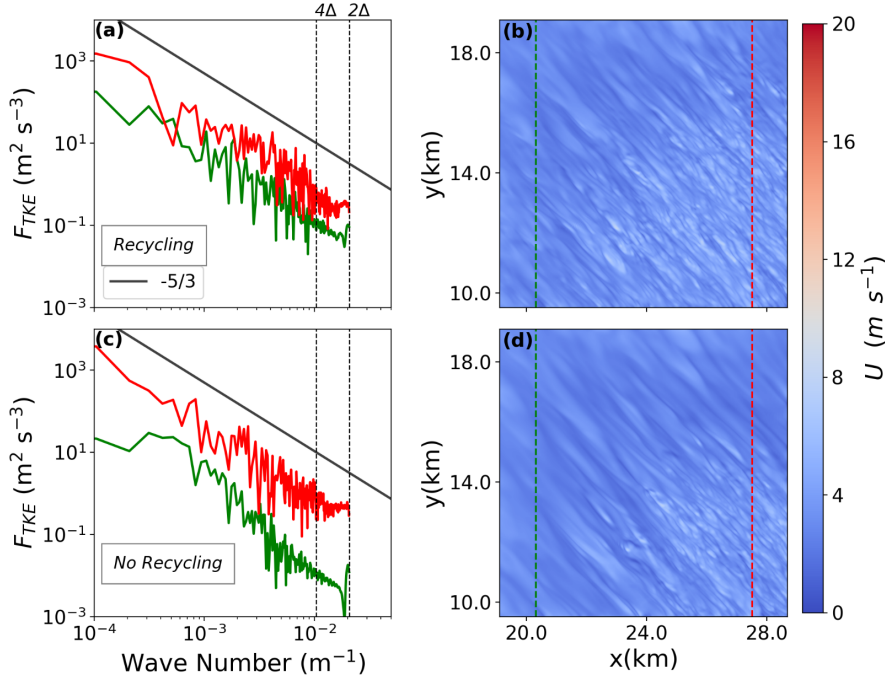 4Δ 2Δ
(a)
10³
10¹
10⁻¹
10⁻³
F_TKE (m² s⁻³)
Recycling
-5/3
(b)
18.0
14.0
10.0
y(km)
(c)
10³
10¹
10⁻¹
10⁻³
F_TKE (m² s⁻³)
No Recycling
10⁻⁴ 10⁻³ 10⁻²
Wave Number (m⁻¹)
(d)
18.0
14.0
10.0
y(km)
20.0 24.0 28.0
x(km)
20
16
12
8
4
0
U (m s⁻¹)